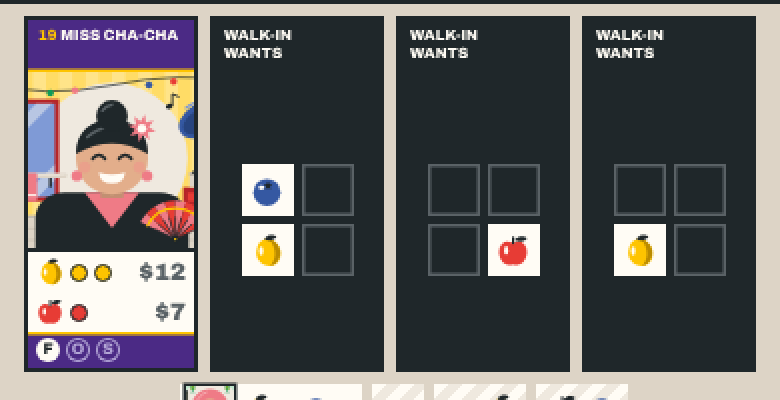 19 MISS CHA-CHA
$12
$7
F O S
WALK-IN
WANTS
WALK-IN
WANTS
WALK-IN
WANTS